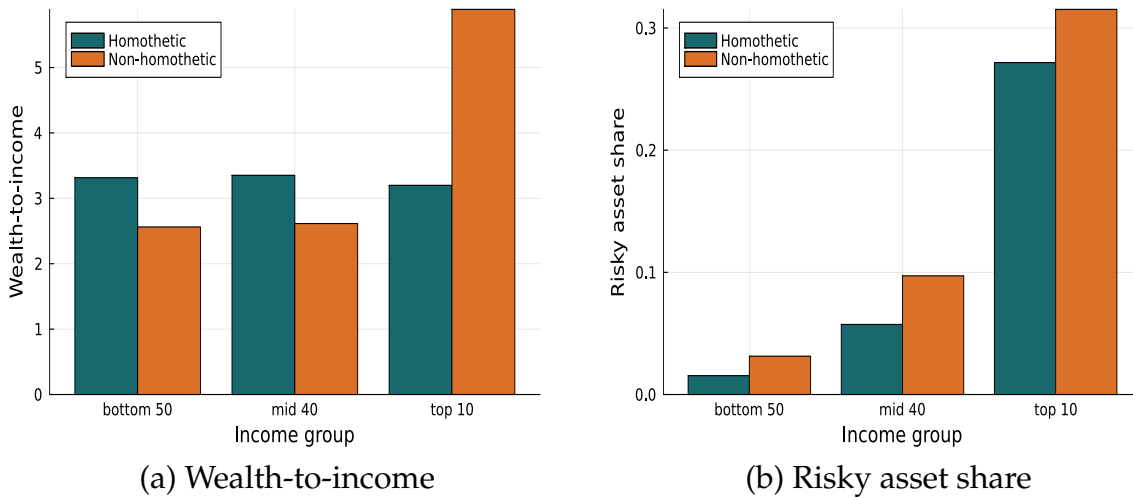 Homothetic
Non-homothetic
Wealth-to-income
5
4
3
2
1
0
bottom 50
mid 40
top 10
Income group
(a) Wealth-to-income
Homothetic
Non-homothetic
Risky asset share
0.3
0.2
0.1
0.0
bottom 50
mid 40
top 10
Income group
(b) Risky asset share